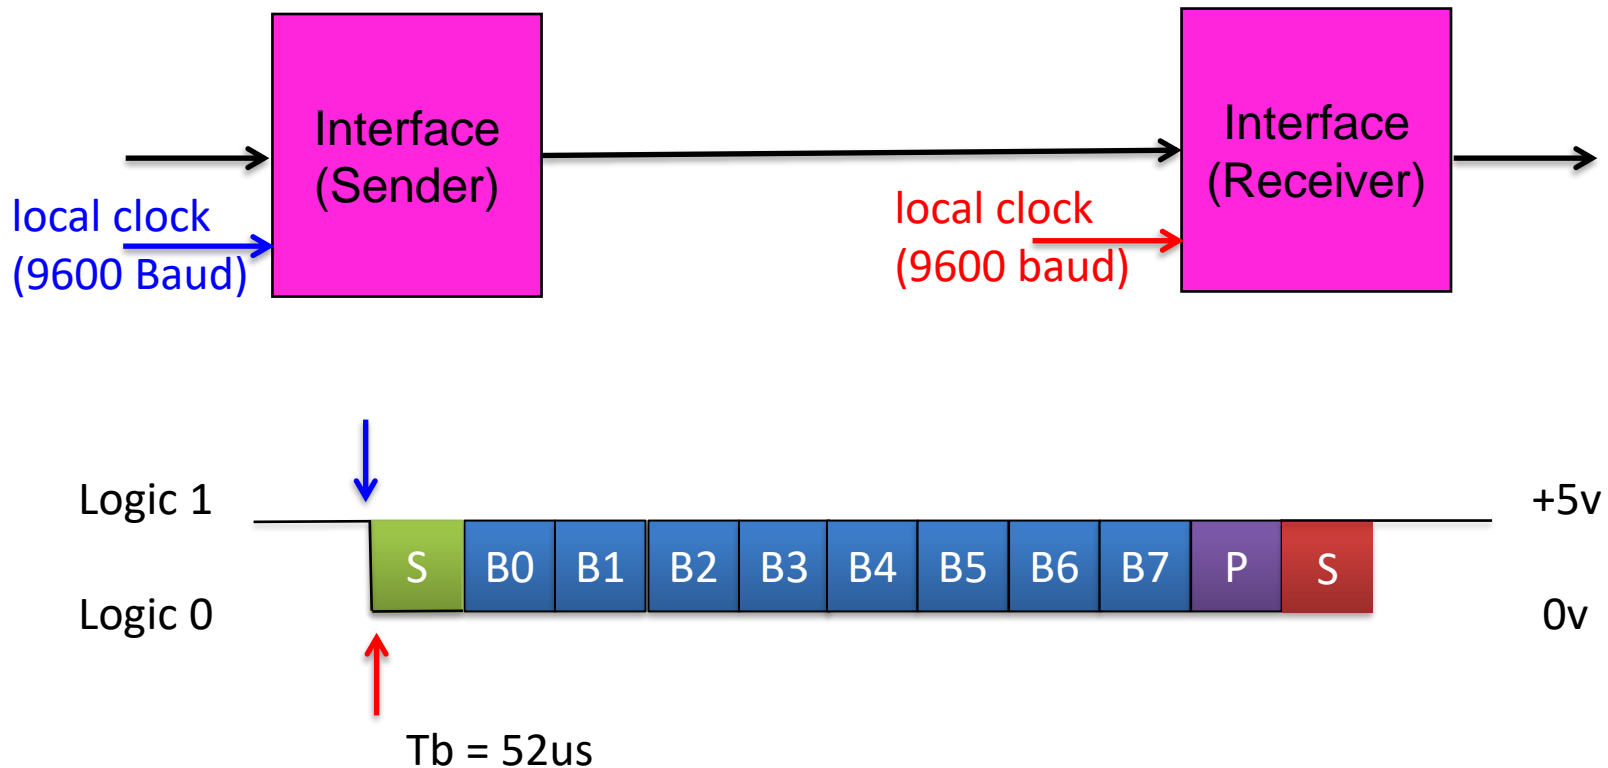 Interface
(Sender)
Interface
(Receiver)
local clock
(9600 Baud)
local clock
(9600 baud)
Logic 1
+5v
S B0 B1 B2 B3 B4 B5 B6 B7 P S
Logic 0
0v
Tb = 52us